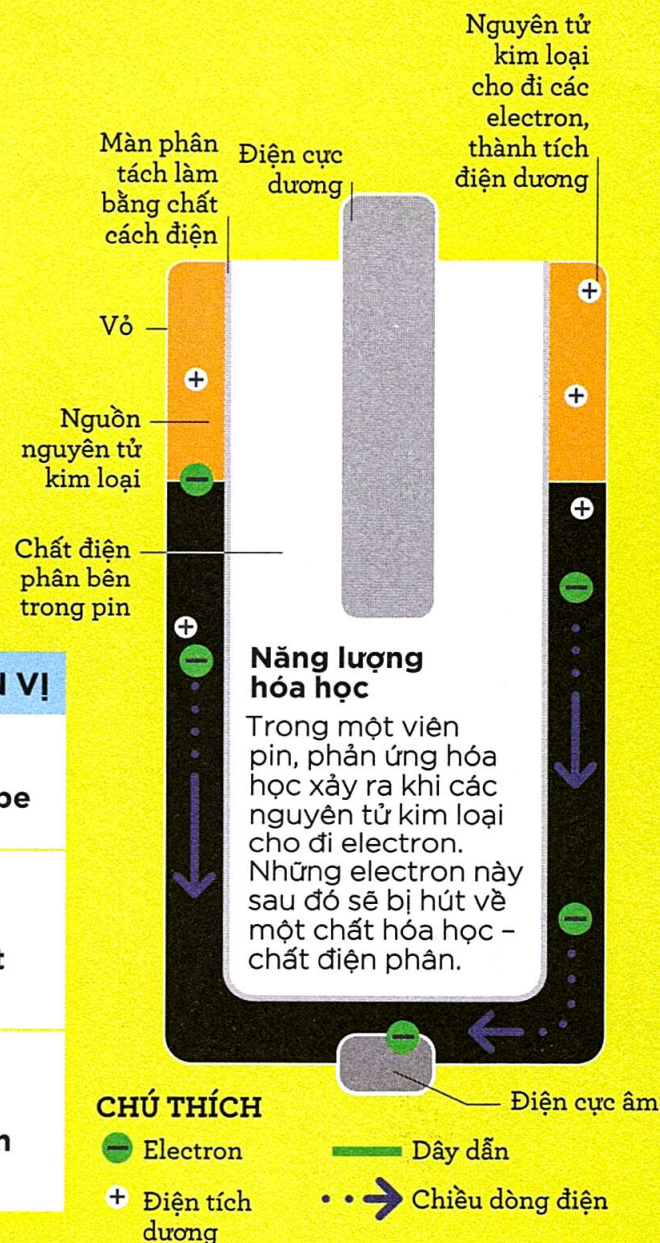 Nguyên tử
kim loại
cho đi các
electron,
thành tích
điện dương
Màn phân
tách làm
bằng chất
cách điện
Điện cực
dương
Vỏ
Nguồn
nguyên tử
kim loại
Chất điện
phân bên
trong pin
VỊ
Năng lượng
hóa học
Trong một viên
pin, phản ứng hóa
học xảy ra khi các
nguyên tử kim loại
cho đi electron.
Những electron này
sau đó sẽ bị hút về
một chất hóa học –
chất điện phân.
Điện cực âm
CHÚ THÍCH
Electron
Dây dẫn
Điện tích
dương
Chiều dòng điện